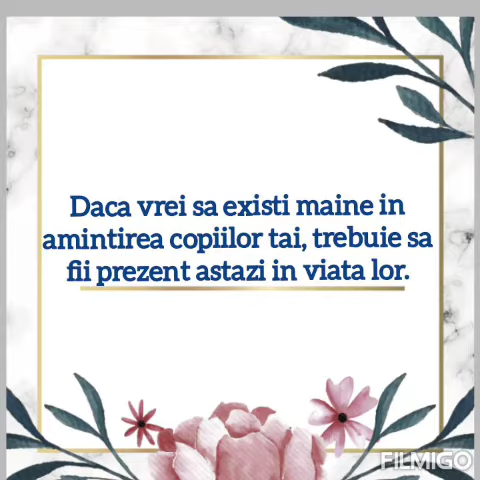 Daca vrei sa existi maine in
amintirea copiilor tai, trebuie sa
fii prezent astazi in viata lor.
FILMIGO